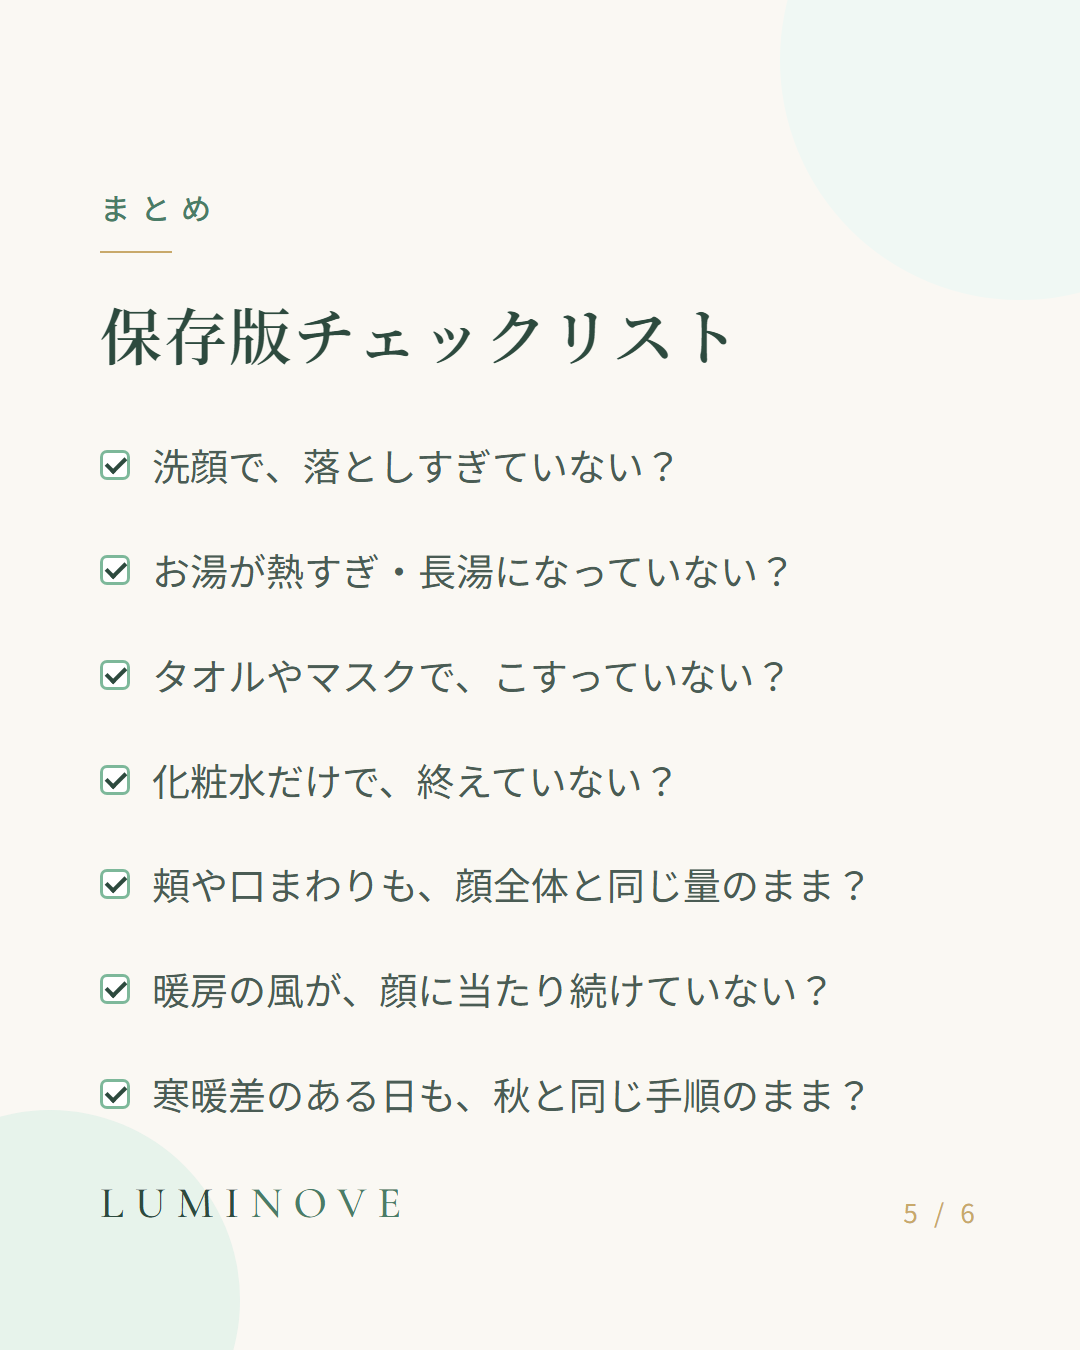 まとめ
保存版チェックリスト
洗顔で、落としすぎていない？
お湯が熱すぎ・長湯になっていない？
タオルやマスクで、こすっていない？
化粧水だけで、終えていない？
頬や口まわりも、顔全体と同じ量のまま？
暖房の風が、顔に当たり続けていない？
寒暖差のある日も、秋と同じ手順のまま？
LUMINOVE
5 / 6